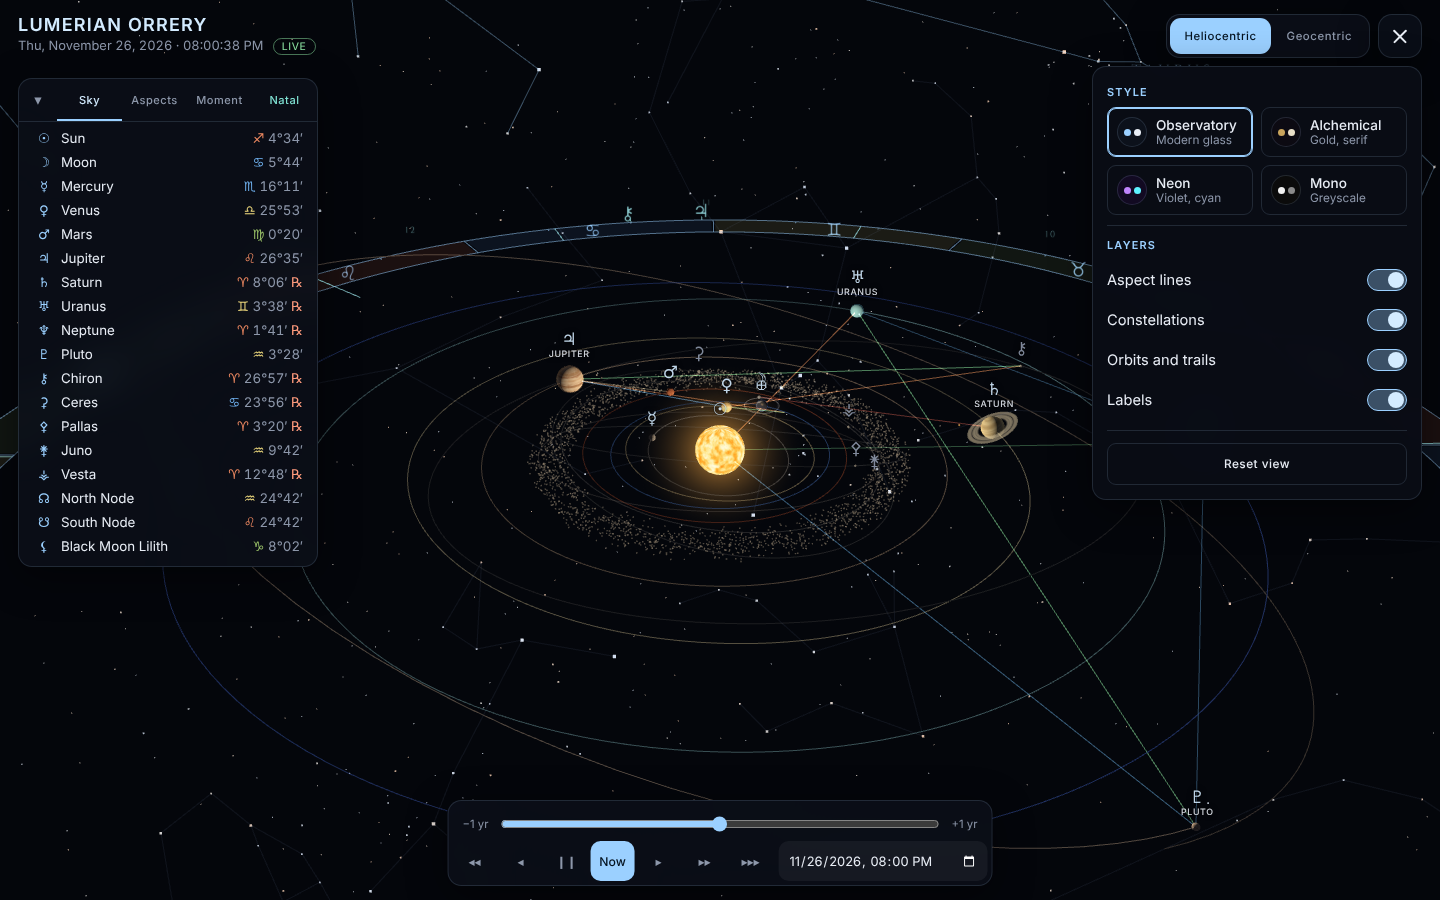 LUMERIAN ORRERY
Thu, November 26, 2026 · 08:00:38 PM LIVE
Heliocentric Geocentric
▼ Sky Aspects Moment Natal
☉ Sun ♐ 4°34′
☽ Moon ♋ 5°44′
☿ Mercury ♏ 16°11′
♀ Venus ♎ 25°53′
♂ Mars ♍ 0°20′
♃ Jupiter ♌ 26°35′
♄ Saturn ♈ 8°06′ ℞
♅ Uranus ♊ 3°38′ ℞
♆ Neptune ♈ 1°41′ ℞
♇ Pluto ♒ 3°28′
⚷ Chiron ♈ 26°57′ ℞
⚳ Ceres ♋ 23°56′ ℞
⚴ Pallas ♈ 3°20′ ℞
⚵ Juno ♒ 9°42′
⚶ Vesta ♈ 12°48′ ℞
☊ North Node ♒ 24°42′
☋ South Node ♌ 24°42′
⚸ Black Moon Lilith ♑ 8°02′
12
10
URANUS
JUPITER
SATURN
PLUTO
STYLE
Observatory
Modern glass
Alchemical
Gold, serif
Neon
Violet, cyan
Mono
Greyscale
LAYERS
Aspect lines
Constellations
Orbits and trails
Labels
Reset view
−1 yr +1 yr
Now 11/26/2026, 08:00 PM